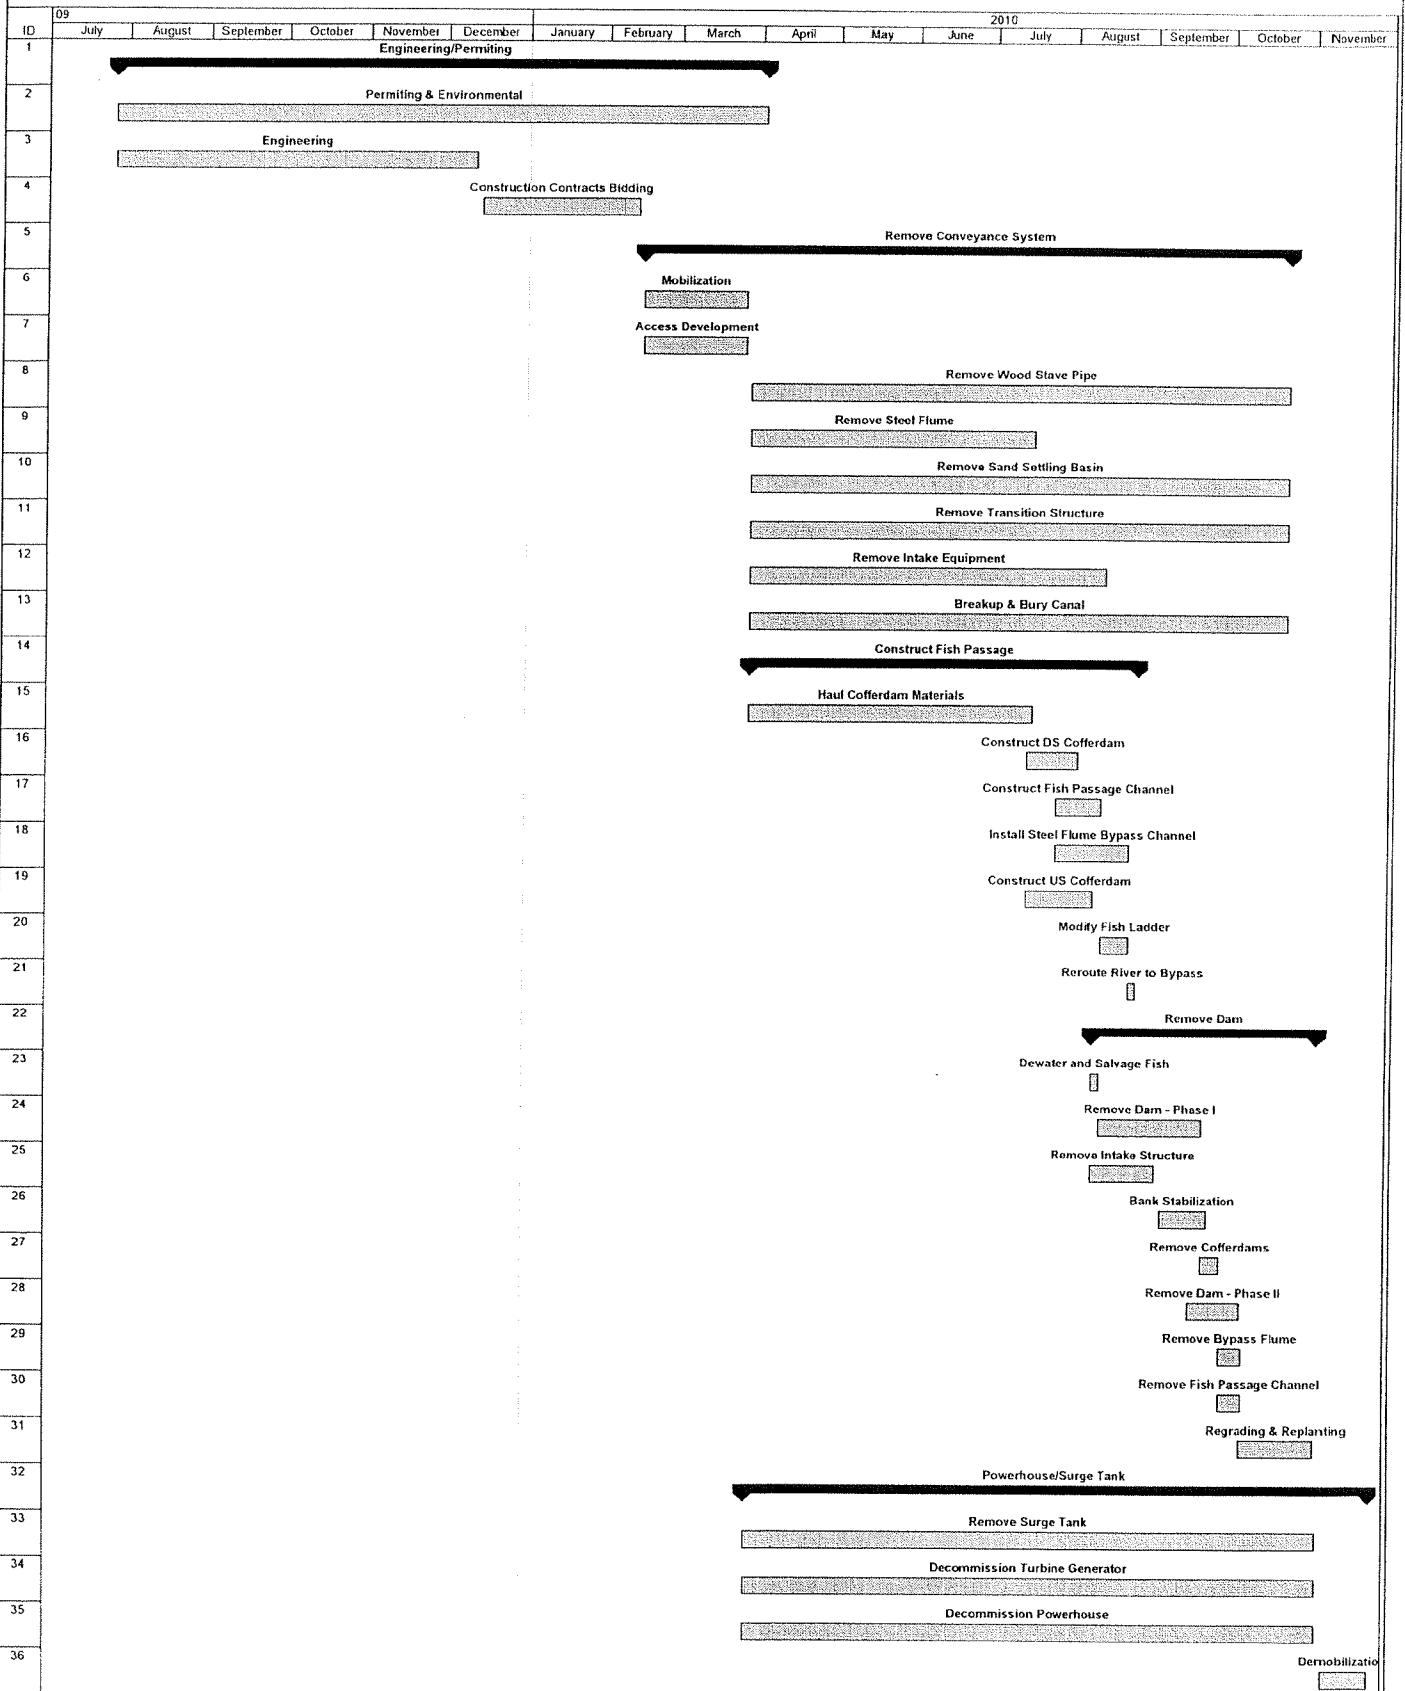 09 2010
ID July August September October November December January February March April May June July August September October November
1 Engineering/Permiting
2 Permiting & Environmental
3 Engineering
4 Construction Contracts Bidding
5 Remove Conveyance System
6 Mobilization
7 Access Development
8 Remove Wood Stave Pipe
9 Remove Steel Flume
10 Remove Sand Settling Basin
11 Remove Transition Structure
12 Remove Intake Equipment
13 Breakup & Bury Canal
14 Construct Fish Passage
15 Haul Cofferdam Materials
16 Construct DS Cofferdam
17 Construct Fish Passage Channel
18 Install Steel Flume Bypass Channel
19 Construct US Cofferdam
20 Modify Fish Ladder
21 Reroute River to Bypass
22 Remove Dam
23 Dewater and Salvage Fish
24 Remove Dam - Phase I
25 Remove Intake Structure
26 Bank Stabilization
27 Remove Cofferdams
28 Remove Dam - Phase II
29 Remove Bypass Flume
30 Remove Fish Passage Channel
31 Regrading & Replanting
32 Powerhouse/Surge Tank
33 Remove Surge Tank
34 Decommission Turbine Generator
35 Decommission Powerhouse
36 Demobilizatio